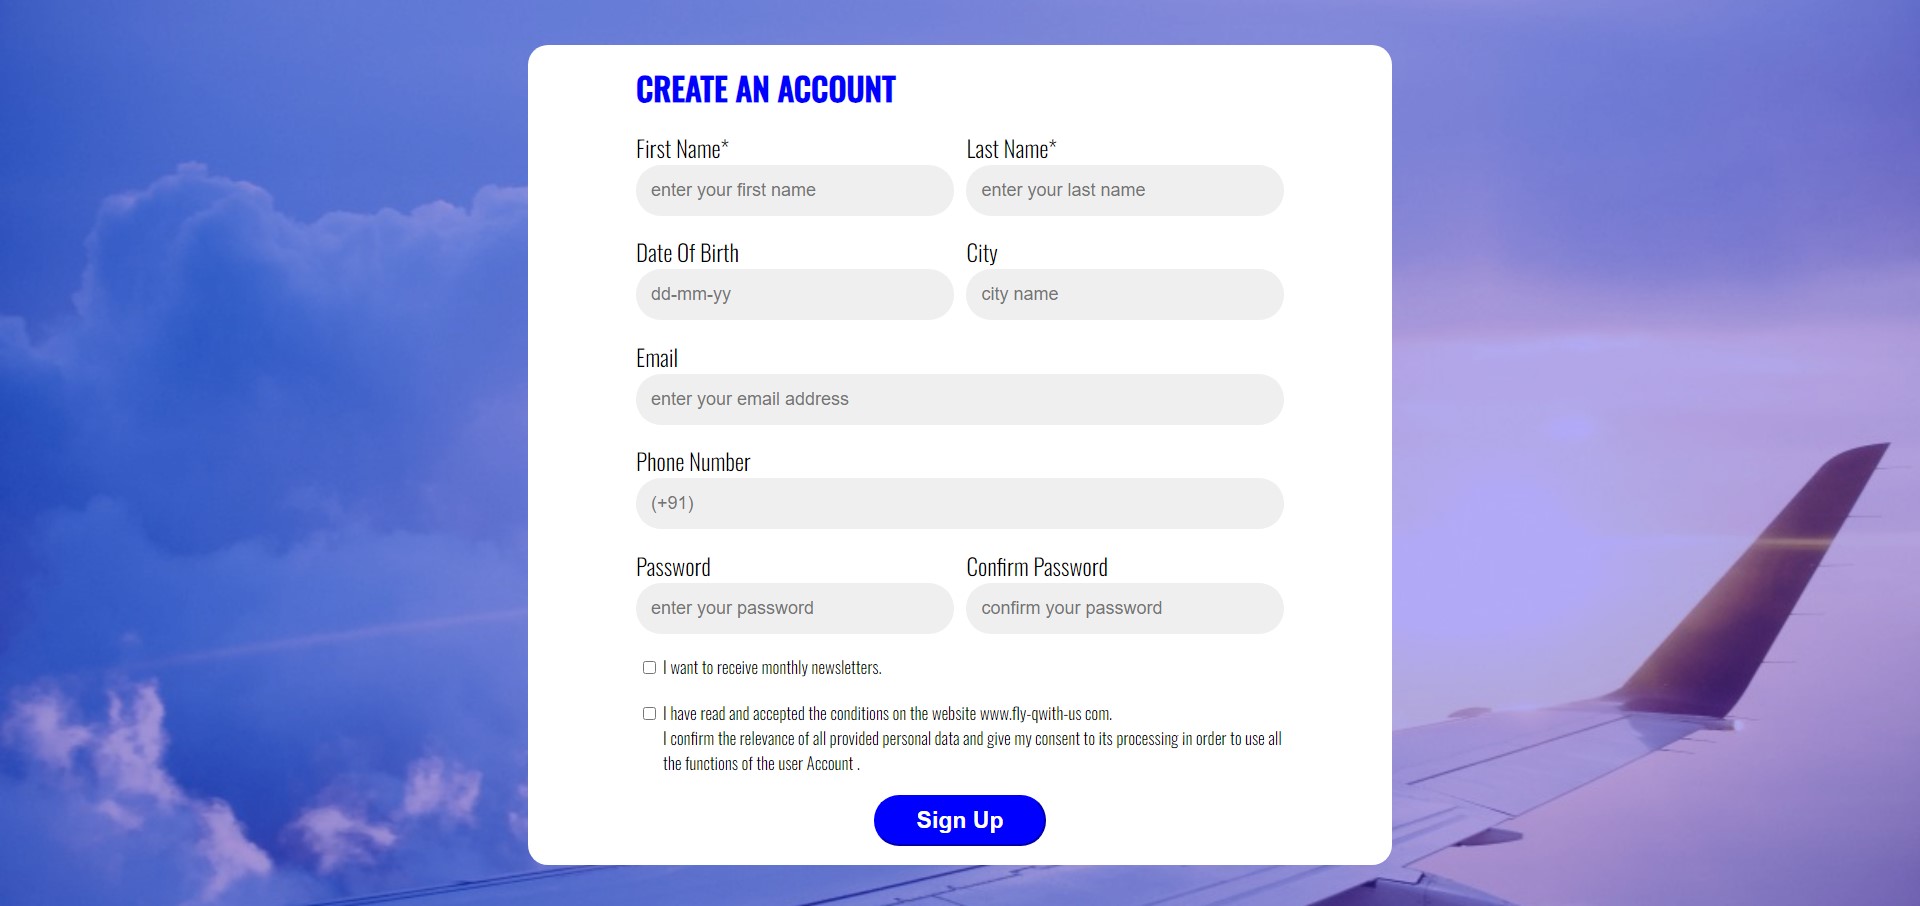 CREATE AN ACCOUNT
First Name*
Last Name*
enter your first name
enter your last name
Date Of Birth
City
dd-mm-yy
city name
Email
enter your email address
Phone Number
(+91)
Password
Confirm Password
enter your password
confirm your password
I want to receive monthly newsletters.
I have read and accepted the conditions on the website www.fly-qwith-us com.
I confirm the relevance of all provided personal data and give my consent to its processing in order to use all
the functions of the user Account .
Sign Up